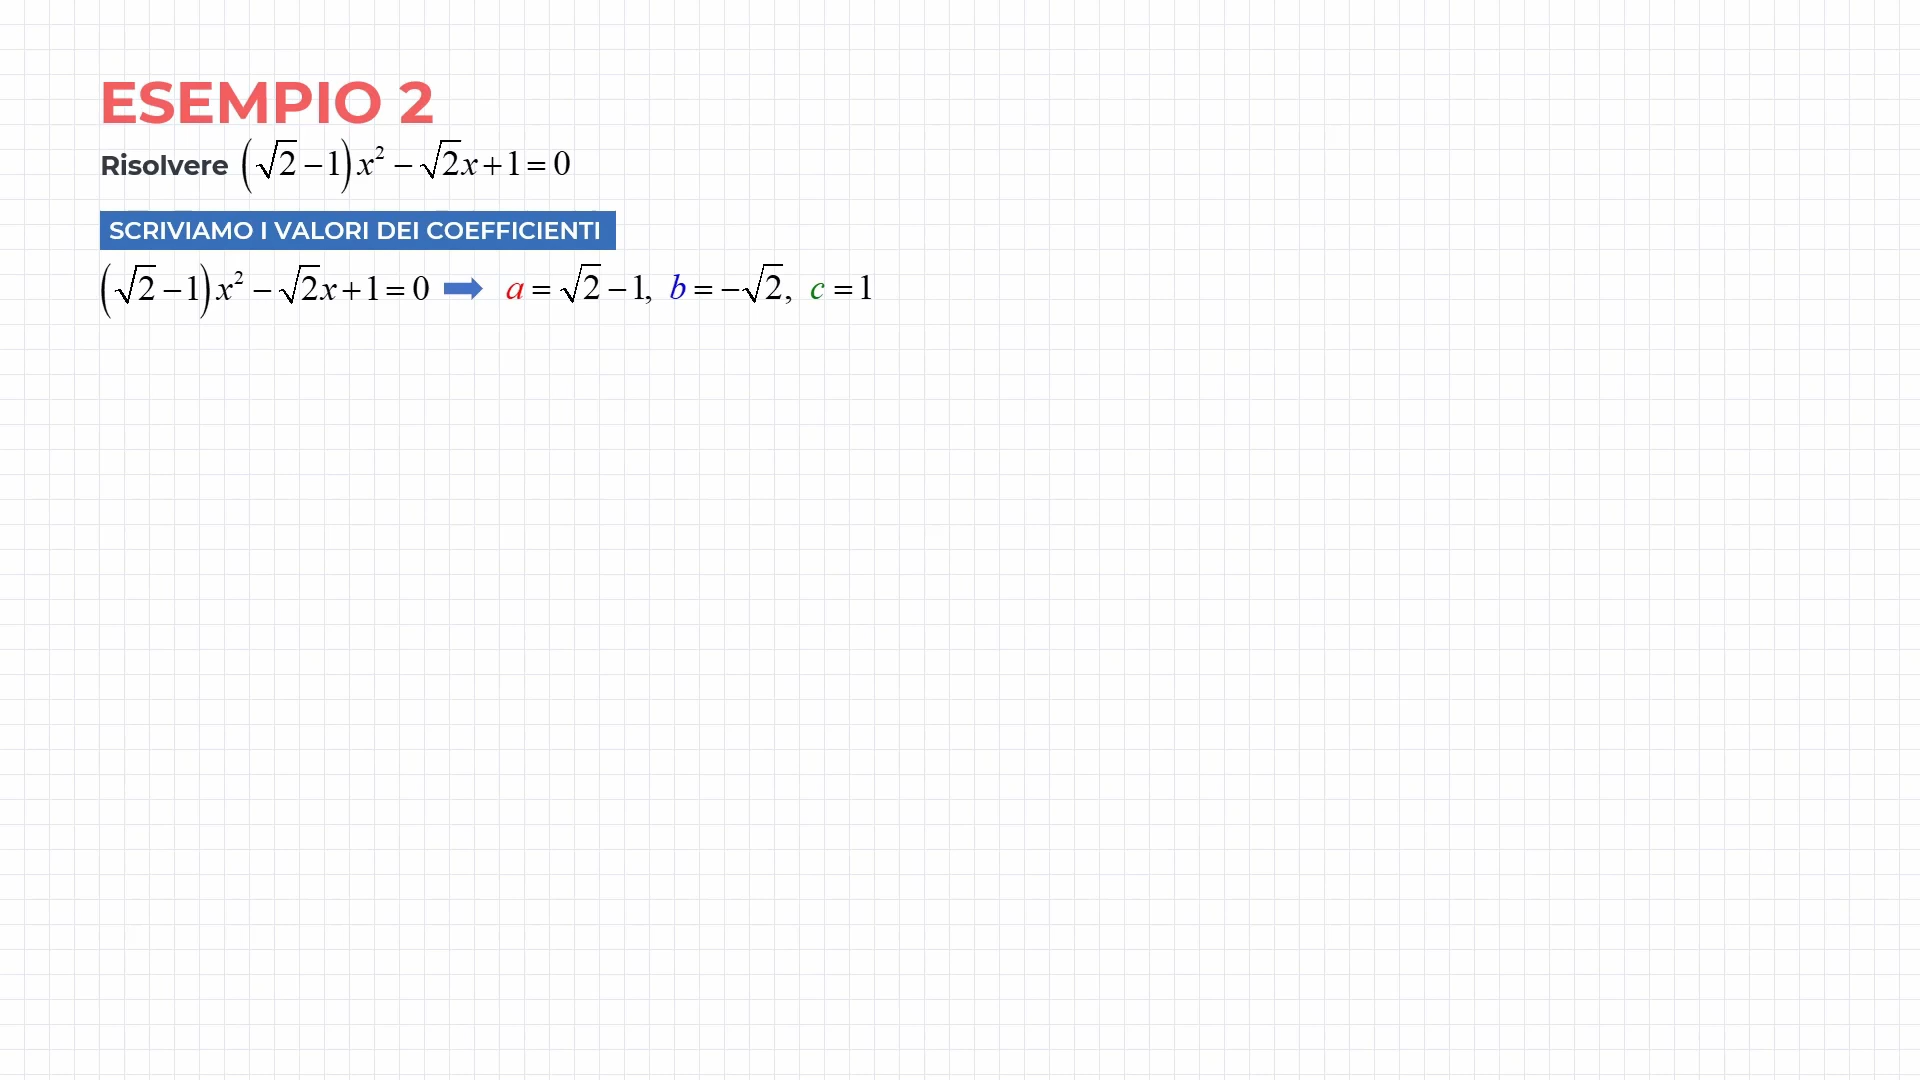 ESEMPIO 2
Risolvere (√2 − 1)x² − √2x + 1 = 0
SCRIVIAMO I VALORI DEI COEFFICIENTI
(√2 − 1)x² − √2x + 1 = 0 ➡ a = √2 − 1, b = −√2, c = 1